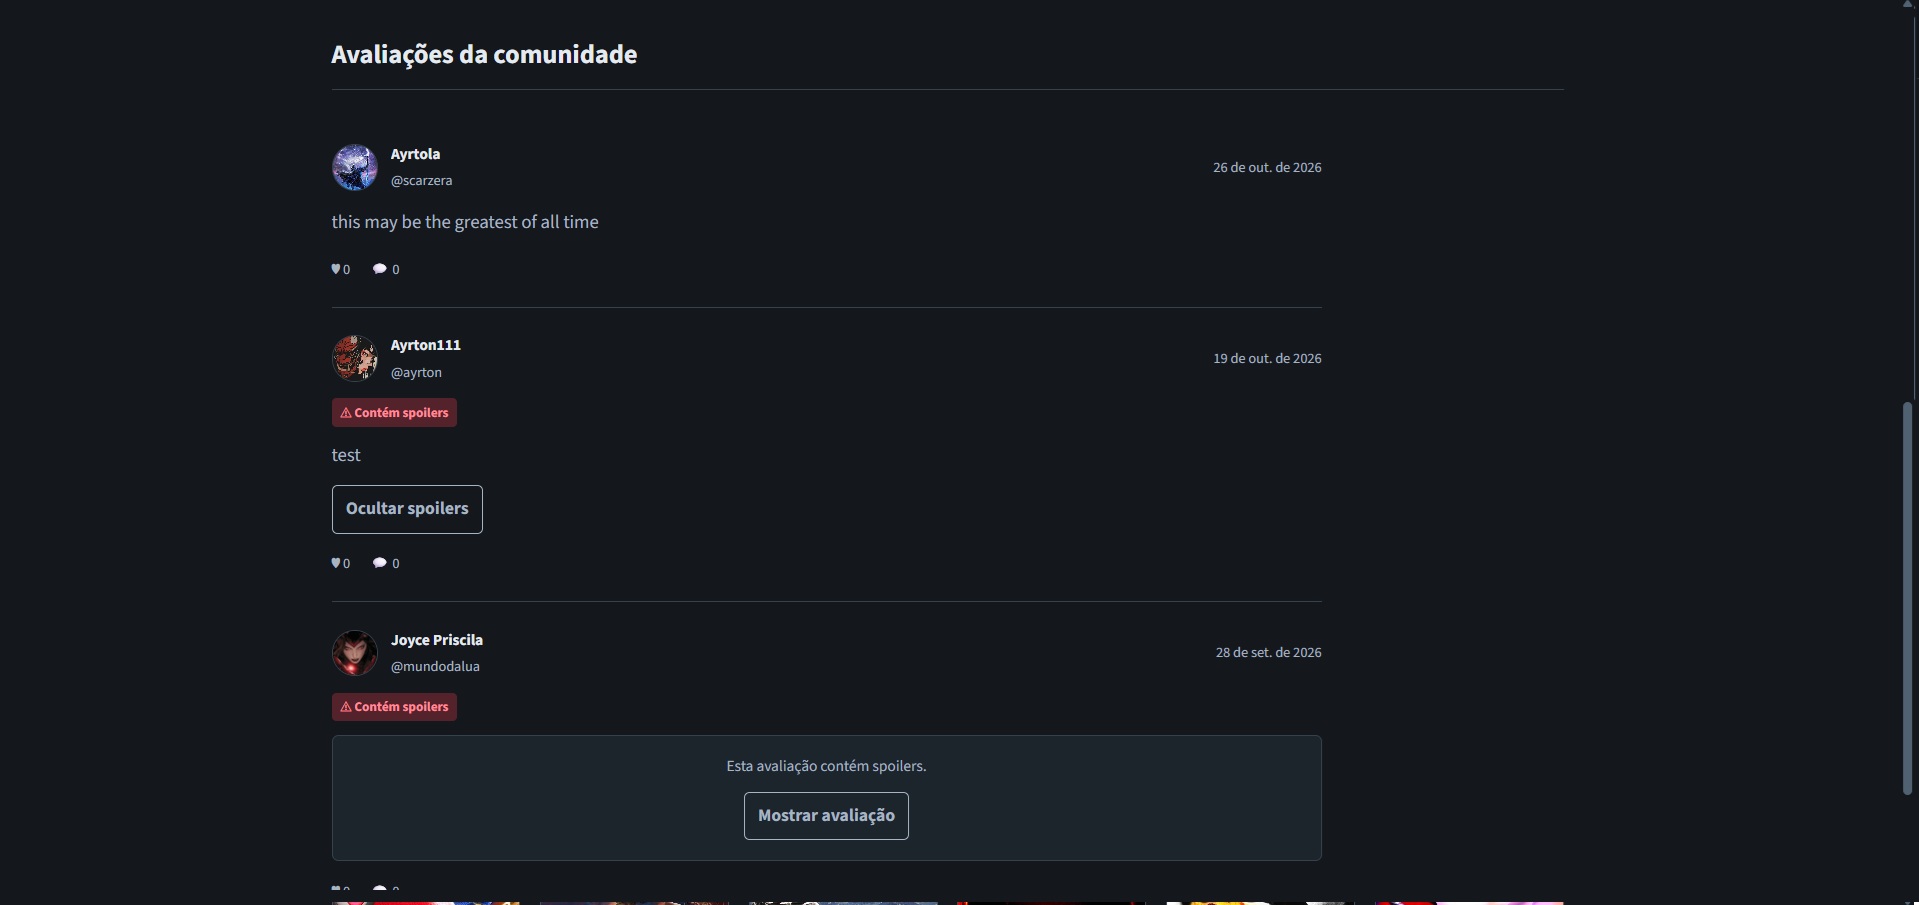 Avaliações da comunidade
Ayrtola
@scarzera
26 de out. de 2026
this may be the greatest of all time
♥ 0 💬 0
Ayrton111
@ayrton
19 de out. de 2026
⚠ Contém spoilers
test
Ocultar spoilers
♥ 0 💬 0
Joyce Priscila
@mundodalua
28 de set. de 2026
⚠ Contém spoilers
Esta avaliação contém spoilers.
Mostrar avaliação